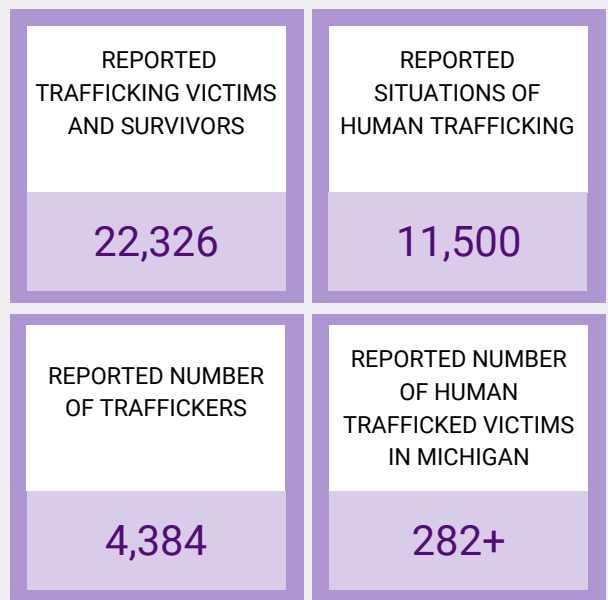 REPORTED
TRAFFICKING VICTIMS
AND SURVIVORS
22,326
REPORTED
SITUATIONS OF
HUMAN TRAFFICKING
11,500
REPORTED NUMBER
OF TRAFFICKERS
4,384
REPORTED NUMBER
OF HUMAN
TRAFFICKED VICTIMS
IN MICHIGAN
282+